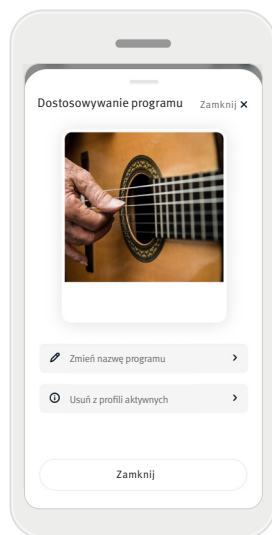 Dostosowywanie programu
Zamknij ×
Zmień nazwę programu
Usuń z profili aktywnych
Zamknij